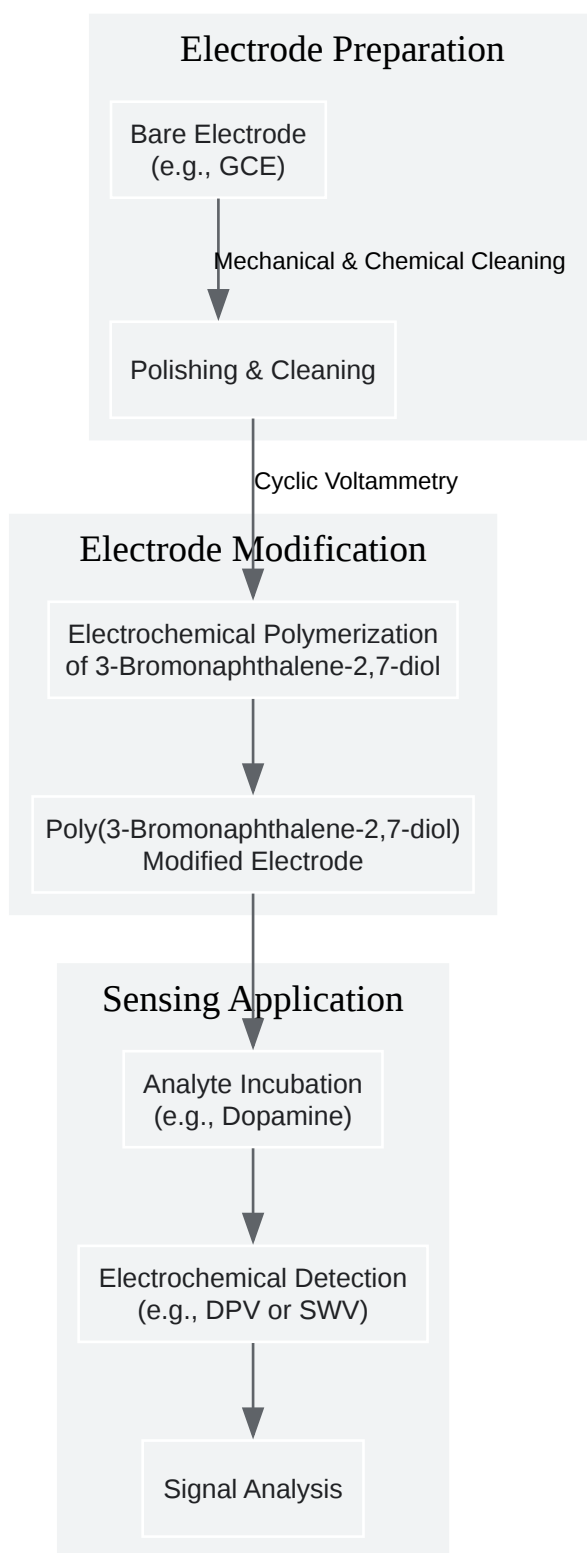 Electrode Preparation
Bare Electrode
(e.g., GCE)
Mechanical & Chemical Cleaning
Polishing & Cleaning
Cyclic Voltammetry
Electrode Modification
Electrochemical Polymerization
of 3-Bromonaphthalene-2,7-diol
Poly(3-Bromonaphthalene-2,7-diol)
Modified Electrode
Sensing Application
Analyte Incubation
(e.g., Dopamine)
Electrochemical Detection
(e.g., DPV or SWV)
Signal Analysis